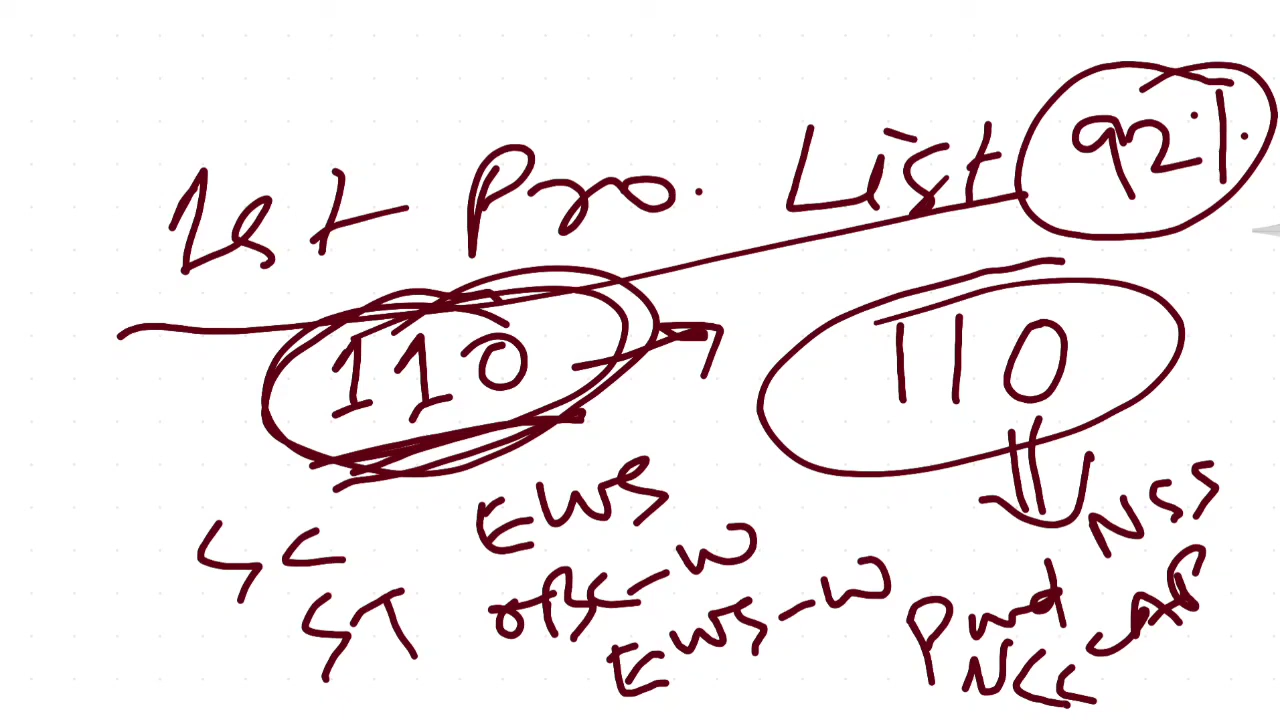 1st Pro. List 92%.
110 110
EWS NSS
SC OBC-W
ST EWS-W Pwd
NCC